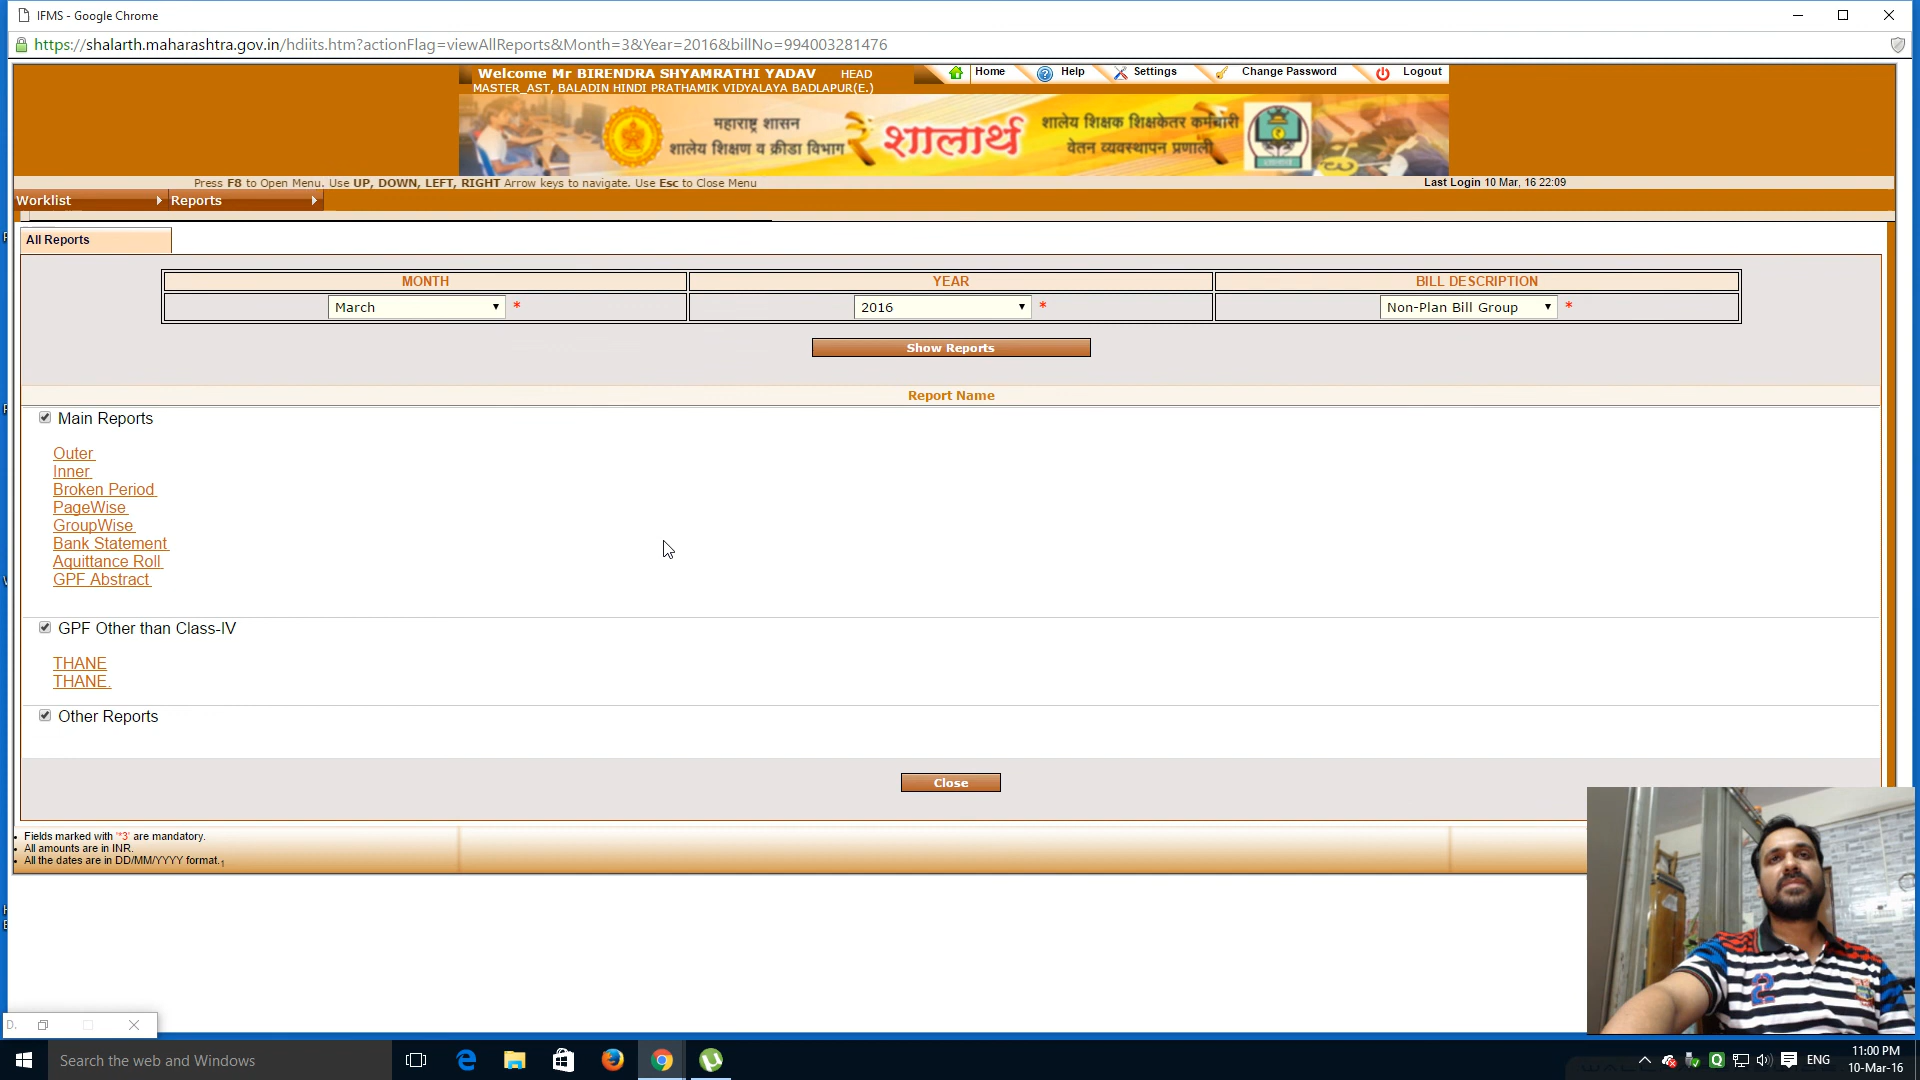 IFMS - Google Chrome
https://shalarth.maharashtra.gov.in/hdiits.htm?actionFlag=viewAllReports&Month=3&Year=2016&billNo=994003281476
Welcome Mr BIRENDRA SHYAMRATHI YADAV HEAD
MASTER_AST, BALADIN HINDI PRATHAMIK VIDYALAYA BADLAPUR(E.)
Home Help Settings Change Password Logout
महाराष्ट्र शासन
शालेय शिक्षण व क्रीडा विभाग
शालार्थ
शालेय शिक्षक शिक्षकेतर कर्मचारी
वेतन व्यवस्थापन प्रणाली
Press F8 to Open Menu. Use UP, DOWN, LEFT, RIGHT Arrow keys to navigate. Use Esc to Close Menu
Last Login 10 Mar, 16 22:09
Worklist Reports
All Reports
MONTH YEAR BILL DESCRIPTION
March * 2016 * Non-Plan Bill Group *
Show Reports
Report Name
Main Reports
Outer
Inner
Broken Period
PageWise
GroupWise
Bank Statement
Aquittance Roll
GPF Abstract
GPF Other than Class-IV
THANE
THANE.
Other Reports
Close
Fields marked with '*3' are mandatory.
All amounts are in INR.
All the dates are in DD/MM/YYYY format.1
D.
Search the web and Windows
ENG
11:00 PM
10-Mar-16